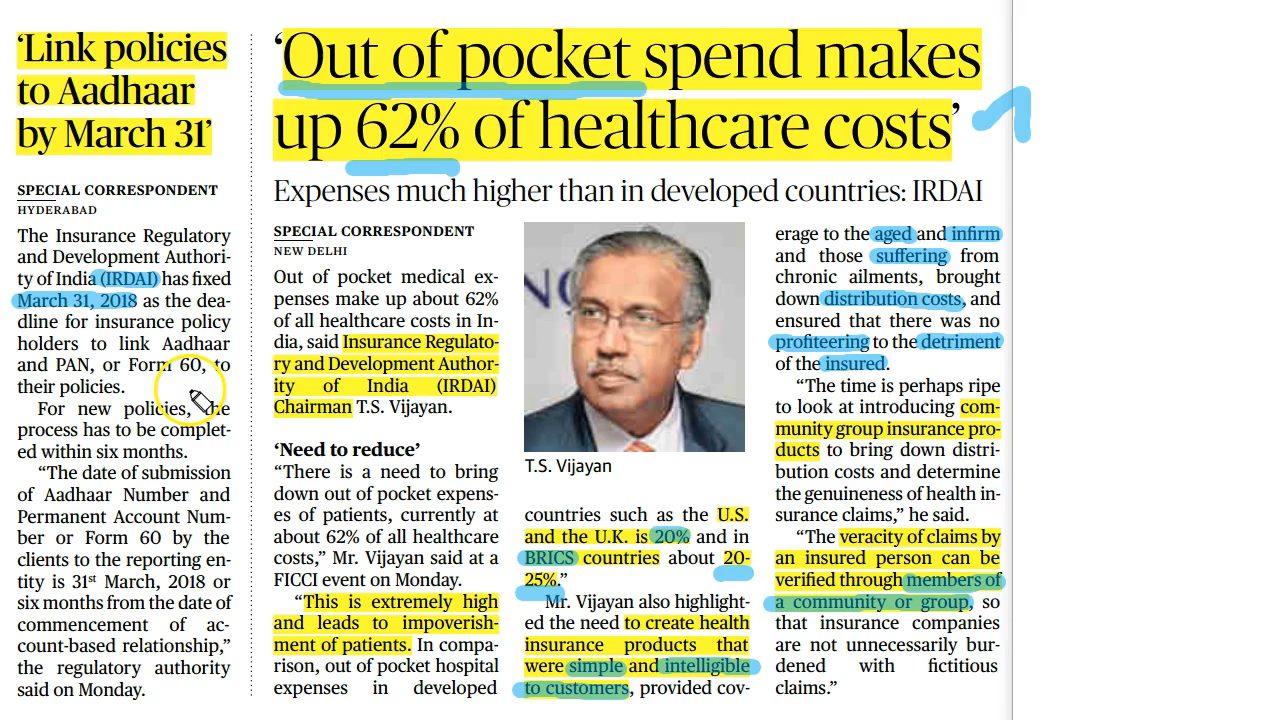 ‘Link policies
to Aadhaar
by March 31’
SPECIAL CORRESPONDENT
HYDERABAD
The Insurance Regulatory
and Development Authori-
ty of India (IRDAI) has fixed
March 31, 2018 as the dea-
dline for insurance policy
holders to link Aadhaar
and PAN, or Form 60, to
their policies.
For new policies, the
process has to be complet-
ed within six months.
“The date of submission
of Aadhaar Number and
Permanent Account Num-
ber or Form 60 by the
clients to the reporting en-
tity is 31st March, 2018 or
six months from the date of
commencement of ac-
count-based relationship,”
the regulatory authority
said on Monday.
‘Out of pocket spend makes
up 62% of healthcare costs’
Expenses much higher than in developed countries: IRDAI
SPECIAL CORRESPONDENT
NEW DELHI
Out of pocket medical ex-
penses make up about 62%
of all healthcare costs in In-
dia, said Insurance Regulato-
ry and Development Author-
ity of India (IRDAI)
Chairman T.S. Vijayan.
‘Need to reduce’
“There is a need to bring
down out of pocket expens-
es of patients, currently at
about 62% of all healthcare
costs,” Mr. Vijayan said at a
FICCI event on Monday.
“This is extremely high
and leads to impoverish-
ment of patients. In compa-
rison, out of pocket hospital
expenses in developed
T.S. Vijayan
countries such as the U.S.
and the U.K. is 20% and in
BRICS countries about 20-
25%.”
Mr. Vijayan also highlight-
ed the need to create health
insurance products that
were simple and intelligible
to customers, provided cov-
erage to the aged and infirm
and those suffering from
chronic ailments, brought
down distribution costs, and
ensured that there was no
profiteering to the detriment
of the insured.
“The time is perhaps ripe
to look at introducing com-
munity group insurance pro-
ducts to bring down distri-
bution costs and determine
the genuineness of health in-
surance claims,” he said.
“The veracity of claims by
an insured person can be
verified through members of
a community or group, so
that insurance companies
are not unnecessarily bur-
dened with fictitious
claims.”